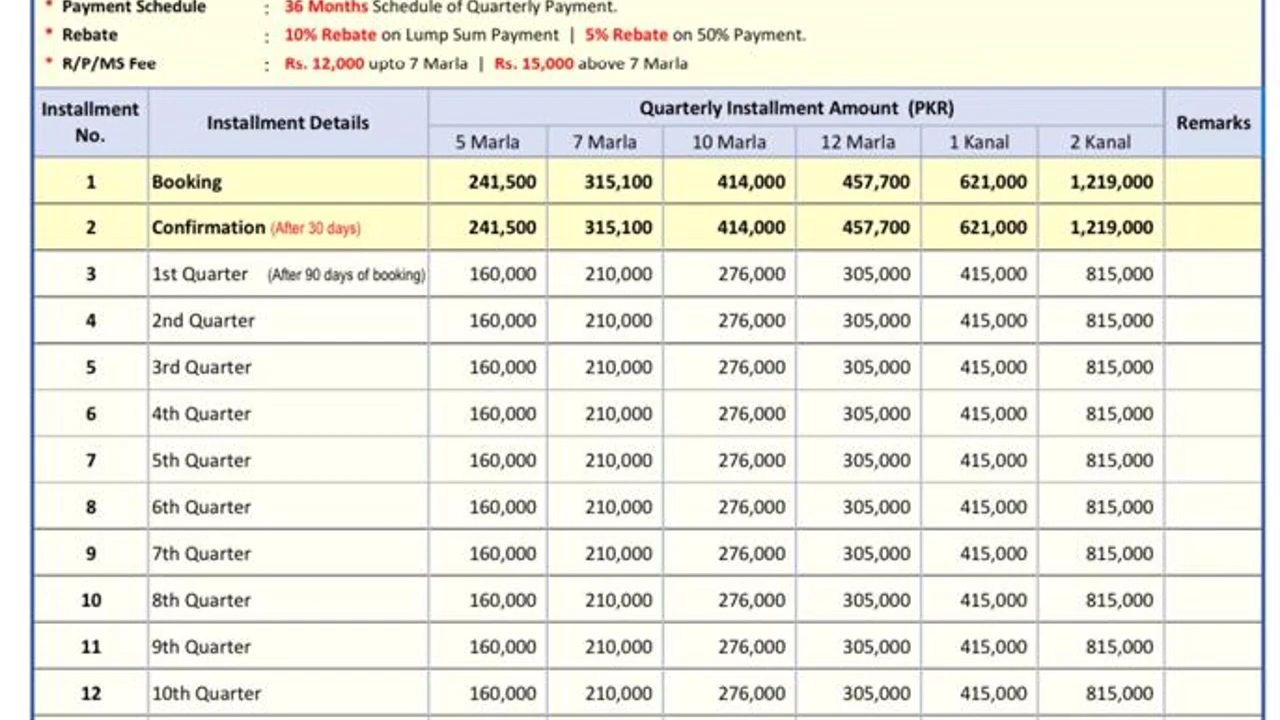 * Payment Schedule : 36 Months Schedule of Quarterly Payment.
* Rebate : 10% Rebate on Lump Sum Payment | 5% Rebate on 50% Payment.
* R/P/MS Fee : Rs. 12,000 upto 7 Marla | Rs. 15,000 above 7 Marla
Installment No. Installment Details Quarterly Installment Amount (PKR) Remarks
5 Marla 7 Marla 10 Marla 12 Marla 1 Kanal 2 Kanal
1 Booking 241,500 315,100 414,000 457,700 621,000 1,219,000
2 Confirmation (After 30 days) 241,500 315,100 414,000 457,700 621,000 1,219,000
3 1st Quarter (After 90 days of booking) 160,000 210,000 276,000 305,000 415,000 815,000
4 2nd Quarter 160,000 210,000 276,000 305,000 415,000 815,000
5 3rd Quarter 160,000 210,000 276,000 305,000 415,000 815,000
6 4th Quarter 160,000 210,000 276,000 305,000 415,000 815,000
7 5th Quarter 160,000 210,000 276,000 305,000 415,000 815,000
8 6th Quarter 160,000 210,000 276,000 305,000 415,000 815,000
9 7th Quarter 160,000 210,000 276,000 305,000 415,000 815,000
10 8th Quarter 160,000 210,000 276,000 305,000 415,000 815,000
11 9th Quarter 160,000 210,000 276,000 305,000 415,000 815,000
12 10th Quarter 160,000 210,000 276,000 305,000 415,000 815,000